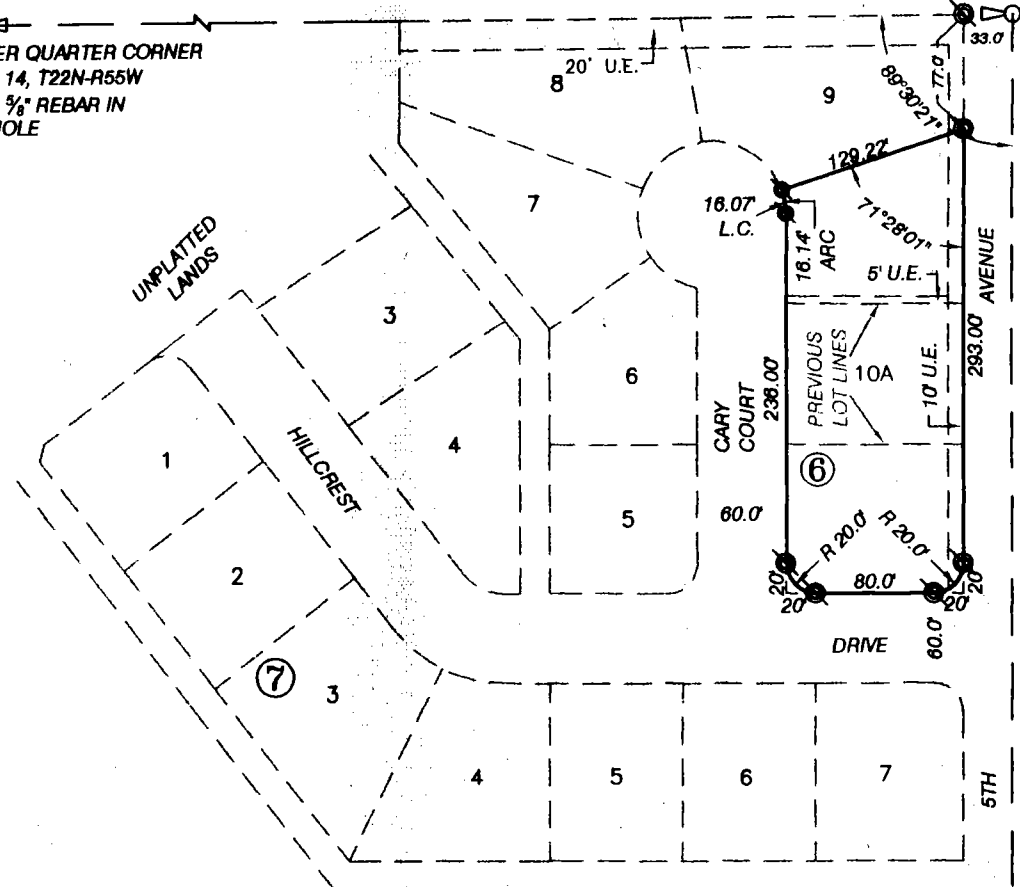 ER QUARTER CORNER
14, T22N-R55W
5/8" REBAR IN
HOLE
33.0'
77.0'
20' U.E.
8
9
89°30'21"
129.22'
7
16.07'
L.C.
71°28'01"
16.14'
ARC
UNPLATTED
LANDS
5' U.E.
AVENUE
3
293.00'
6
CARY
COURT
236.00'
PREVIOUS
LOT LINES
10A
10' U.E.
1
HILLCREST
4
⑥
5
60.0'
R 20.0'
R 20.0'
2
20'
20'
80.0'
20'
20'
DRIVE
60.0'
⑦
3
4
5
6
7
5TH